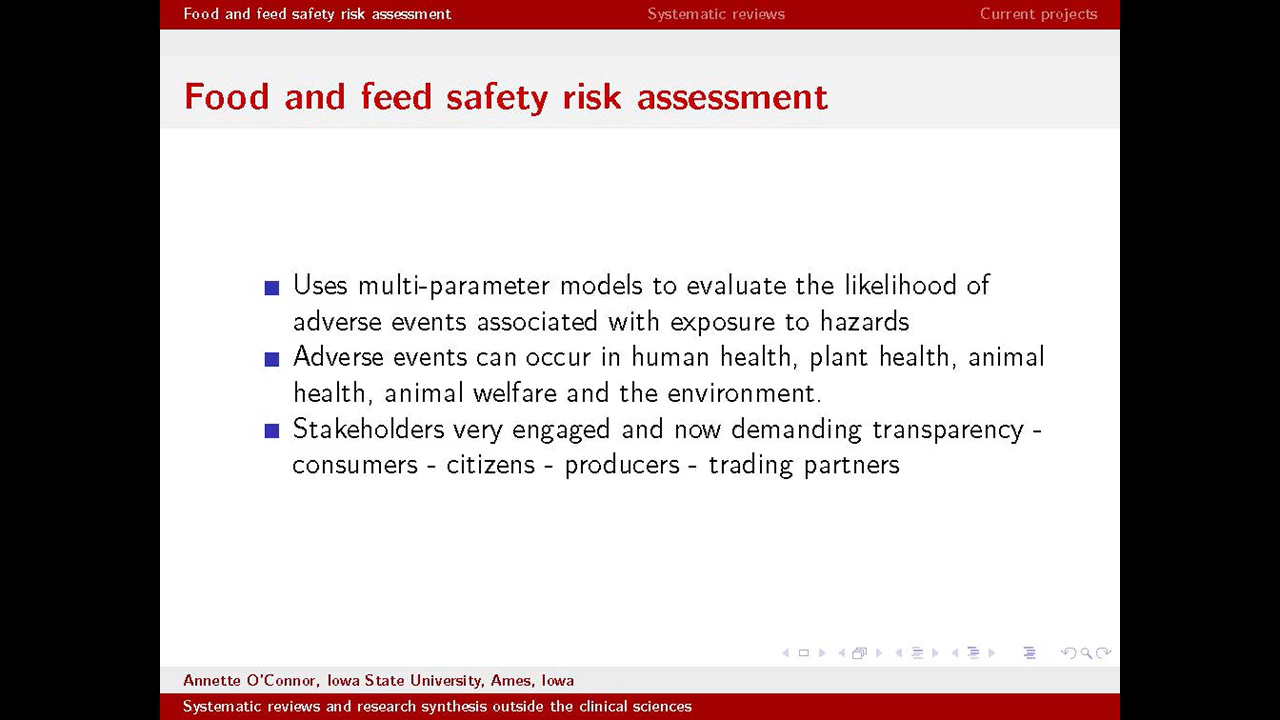 Food and feed safety risk assessment Systematic reviews Current projects
Food and feed safety risk assessment
Uses multi-parameter models to evaluate the likelihood of
adverse events associated with exposure to hazards
Adverse events can occur in human health, plant health, animal
health, animal welfare and the environment.
Stakeholders very engaged and now demanding transparency -
consumers - citizens - producers - trading partners
Annette O'Connor, Iowa State University, Ames, Iowa
Systematic reviews and research synthesis outside the clinical sciences